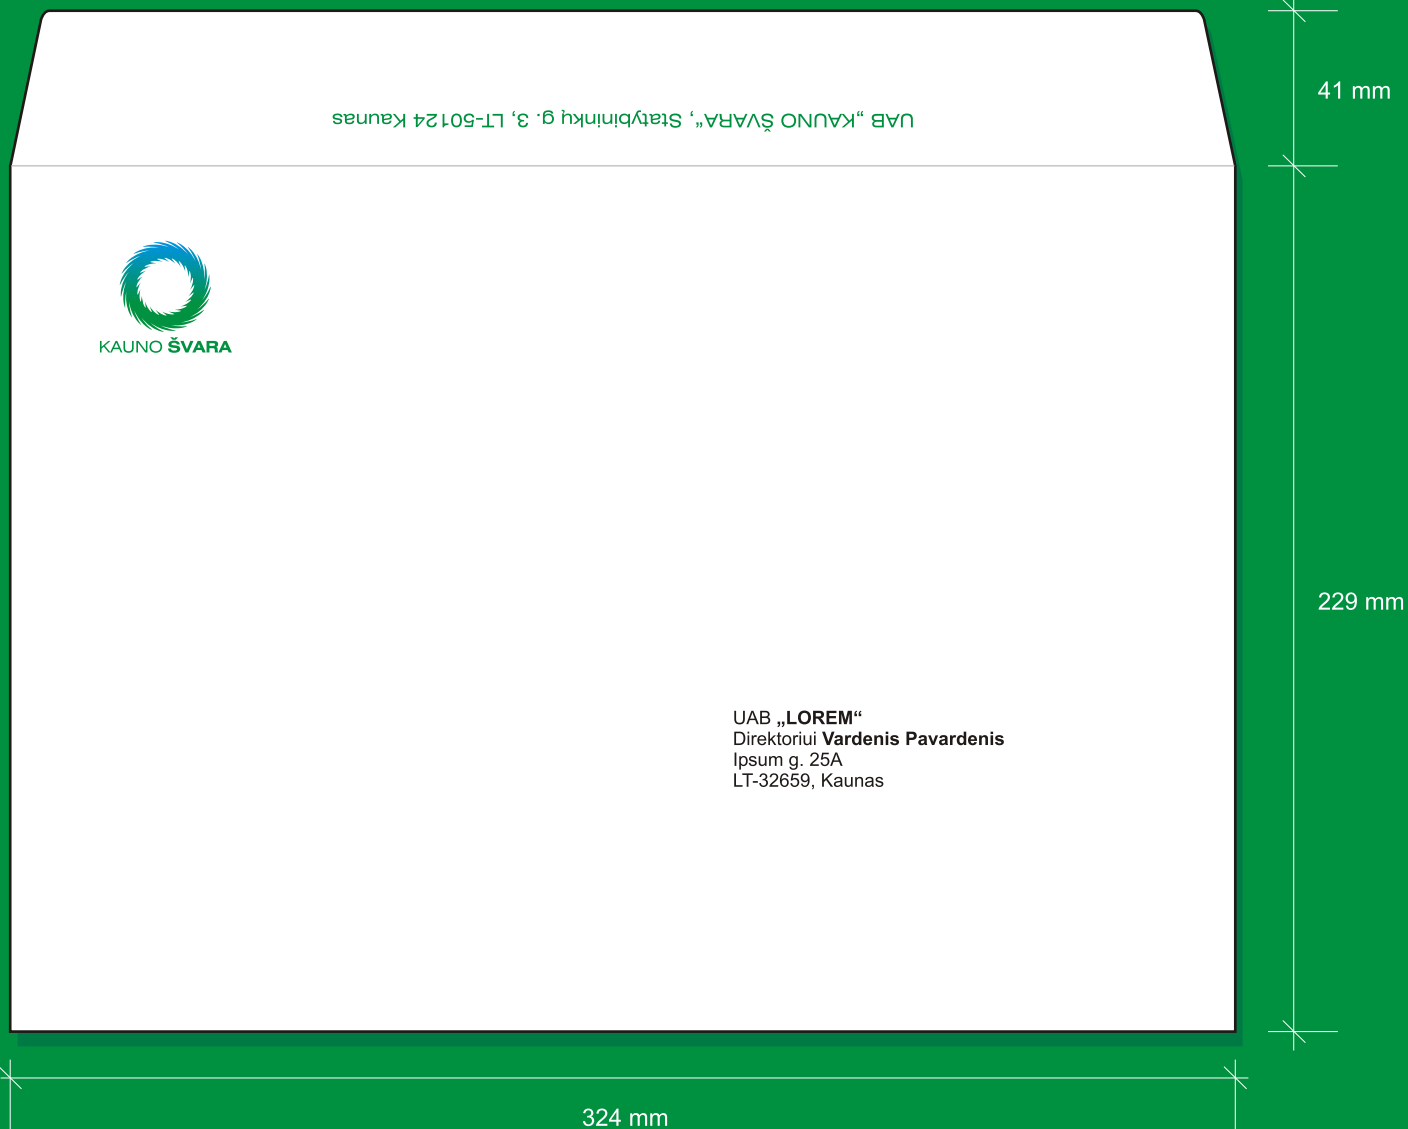 UAB „KAUNO ŠVARA“, Statybininkų g. 3, LT-50124 Kaunas
41 mm
KAUNO ŠVARA
229 mm
UAB „LOREM“
Direktoriui Vardenis Pavardenis
Ipsum g. 25A
LT-32659, Kaunas
324 mm